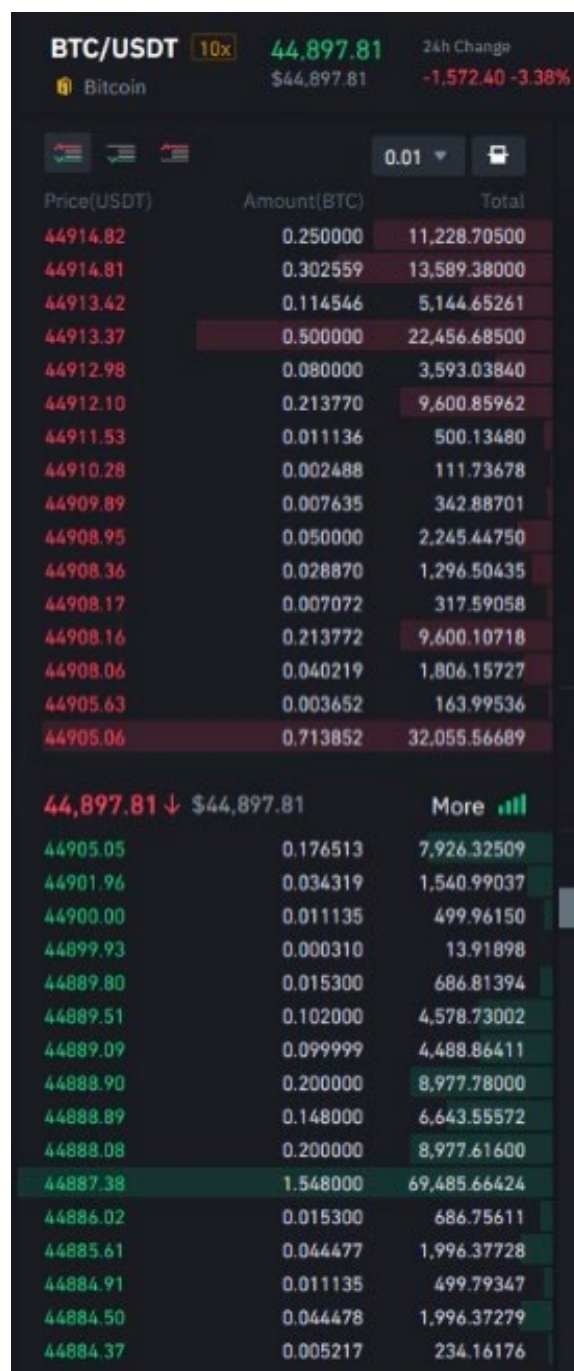 BTC/USDT 10x 44,897.81 24h Change
Bitcoin $44,897.81 -1,572.40 -3.38%
0.01
Price(USDT) Amount(BTC) Total
44914.82 0.250000 11,228.70500
44914.81 0.302559 13,589.38000
44913.42 0.114546 5,144.65261
44913.37 0.500000 22,456.68500
44912.98 0.080000 3,593.03840
44912.10 0.213770 9,600.85962
44911.53 0.011136 500.13480
44910.28 0.002488 111.73678
44909.89 0.007635 342.88701
44908.95 0.050000 2,245.44750
44908.36 0.028870 1,296.50435
44908.17 0.007072 317.59058
44908.16 0.213772 9,600.10718
44908.06 0.040219 1,806.15727
44905.63 0.003652 163.99536
44905.06 0.713852 32,055.56689
44,897.81↓ $44,897.81 More
44905.05 0.176513 7,926.32509
44901.96 0.034319 1,540.99037
44900.00 0.011135 499.96150
44899.93 0.000310 13.91898
44889.80 0.015300 686.81394
44889.51 0.102000 4,578.73002
44889.09 0.099999 4,488.86411
44888.90 0.200000 8,977.78000
44888.89 0.148000 6,643.55572
44888.08 0.200000 8,977.61600
44887.38 1.548000 69,485.66424
44886.02 0.015300 686.75611
44885.61 0.044477 1,996.37728
44884.91 0.011135 499.79347
44884.50 0.044478 1,996.37279
44884.37 0.005217 234.16176